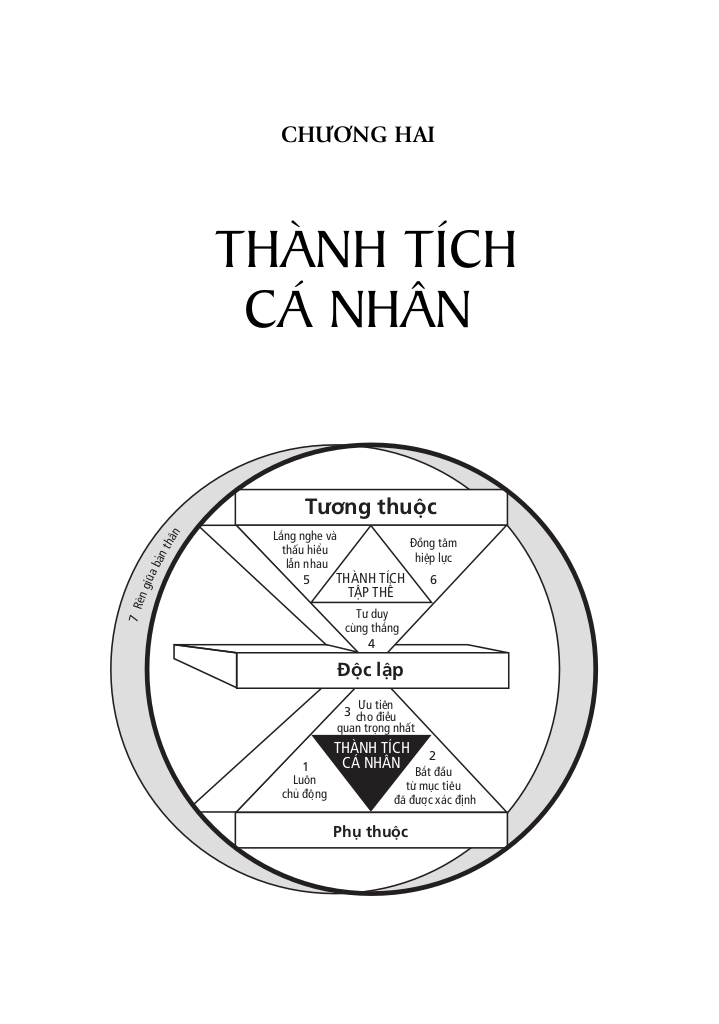 CHƯƠNG HAI
THÀNH TÍCH
CÁ NHÂN
Tương thuộc
Lắng nghe và
thấu hiểu
lẫn nhau
5
Đồng tâm
hiệp lực
6
THÀNH TÍCH
TẬP THỂ
Tư duy
cùng thắng
4
7 Rèn giũa bản thân
Độc lập
3 Ưu tiên
cho điều
quan trọng nhất
THÀNH TÍCH
CÁ NHÂN
1
Luôn
chủ động
2
Bắt đầu
từ mục tiêu
đã được xác định
Phụ thuộc